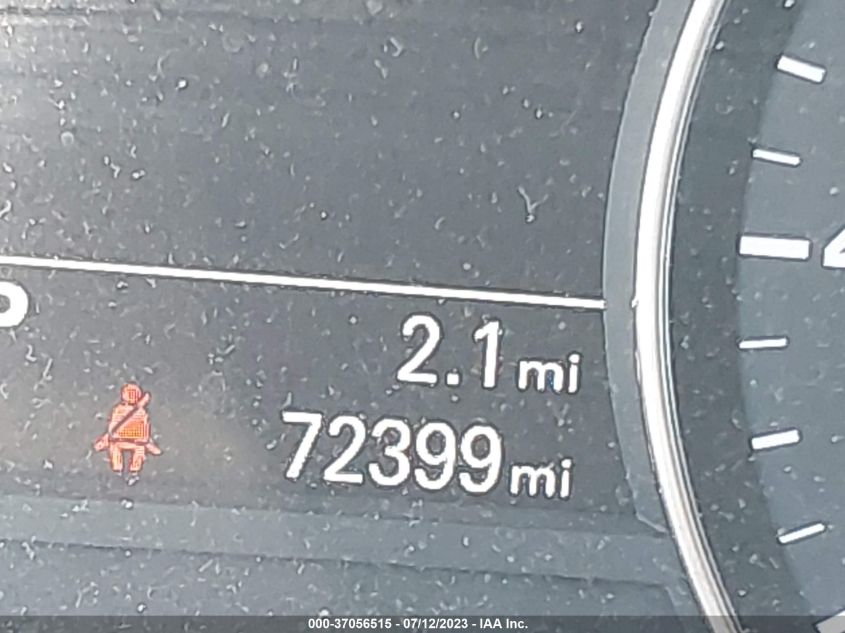 2.1 mi
72399 mi
000-37056515 - 07/12/2023 - IAA Inc.